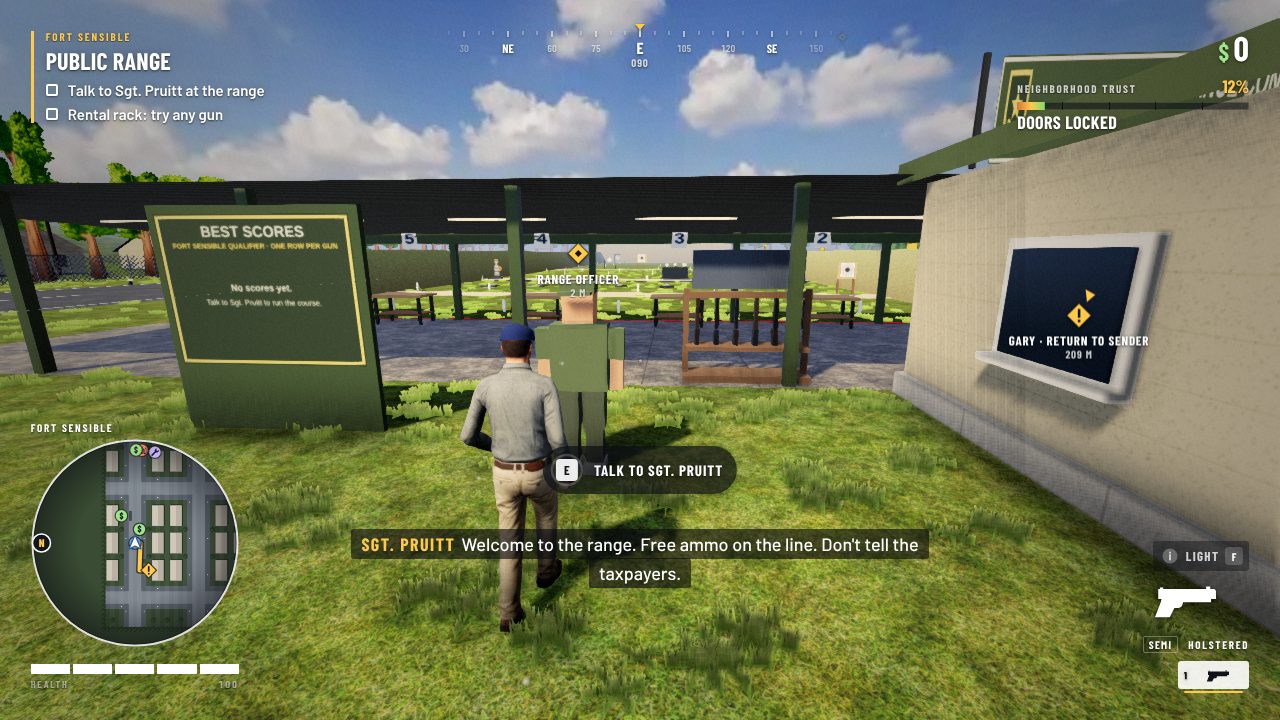 FORT SENSIBLE
PUBLIC RANGE
Talk to Sgt. Pruitt at the range
Rental rack: try any gun
30 NE 60 75 E 105 120 SE 150
090
$0
NEIGHBORHOOD TRUST 12%
DOORS LOCKED
BEST SCORES
FORT SENSIBLE QUALIFIER · ONE ROW PER GUN
No scores yet.
Talk to Sgt. Pruitt to run the course.
5 4 3 2
RANGE OFFICER
2 M
GARY · RETURN TO SENDER
209 M
E TALK TO SGT. PRUITT
SGT. PRUITT Welcome to the range. Free ammo on the line. Don't tell the
taxpayers.
FORT SENSIBLE
N
HEALTH 100
LIGHT F
SEMI HOLSTERED
1